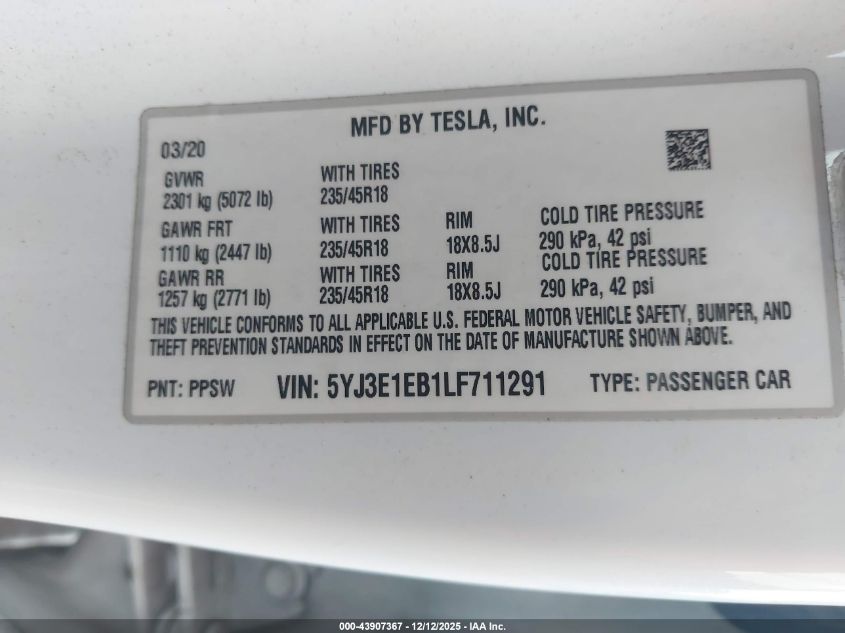 MFD BY TESLA, INC.
03/20
GVWR WITH TIRES
2301 kg (5072 lb) 235/45R18
GAWR FRT WITH TIRES RIM COLD TIRE PRESSURE
1110 kg (2447 lb) 235/45R18 18X8.5J 290 kPa, 42 psi
GAWR RR WITH TIRES RIM COLD TIRE PRESSURE
1257 kg (2771 lb) 235/45R18 18X8.5J 290 kPa, 42 psi
THIS VEHICLE CONFORMS TO ALL APPLICABLE U.S. FEDERAL MOTOR VEHICLE SAFETY, BUMPER, AND
THEFT PREVENTION STANDARDS IN EFFECT ON THE DATE OF MANUFACTURE SHOWN ABOVE.
PNT: PPSW VIN: 5YJ3E1EB1LF711291 TYPE: PASSENGER CAR
000-43907367 - 12/12/2025 - IAA Inc.